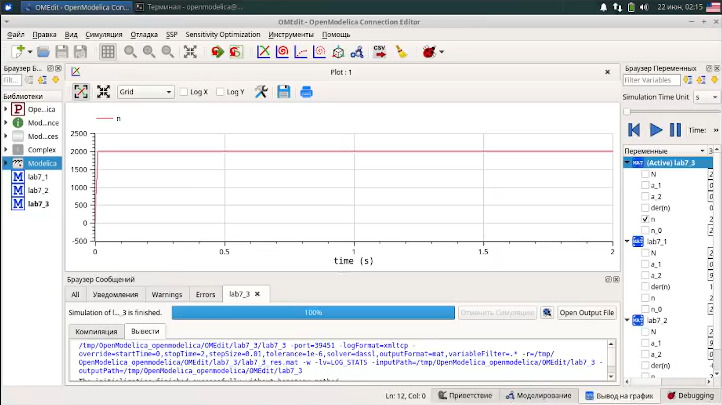 OMEdit - OpenModelica Conn...
Терминал - openmodelica@...
22 июн, 02:15
OMEdit - OpenModelica Connection Editor
Файл Правка Вид Симуляция Отладка SSP Sensitivity Optimization Инструменты Помощь
Браузер Б...
Filt...
Библиотеки
Ope...ica
Mod...nce
Mod...ces
Complex
Modelica
lab7_1
lab7_2
lab7_3
Plot : 1
Grid
Log X
Log Y
n
2500
2000
1500
1000
500
0
-500
0
0.5
1
1.5
2
time (s)
Браузер Сообщений
All Уведомления Warnings Errors lab7_3
Simulation of l..._3 is finished.
100%
Отменить Симуляцию
Open Output File
Компиляция Вывести
/tmp/OpenModelica_openmodelica/OMEdit/lab7_3/lab7_3 -port=39451 -logFormat=xmltcp -
override=startTime=0,stopTime=2,stepSize=0.01,tolerance=1e-6,solver=dassl,outputFormat=mat,variableFilter=.* -r=/tmp/
OpenModelica_openmodelica/OMEdit/lab7_3/lab7_3_res.mat -w -lv=LOG_STATS -inputPath=/tmp/OpenModelica_openmodelica/OMEdit/lab7_3 -
outputPath=/tmp/OpenModelica_openmodelica/OMEdit/lab7_3
Браузер Переменных
Filter Variables
Simulation Time Unit s
Time:
Переменные
(Active) lab7_3
N
a_1
a_2
der(n)
n
n_0
lab7_1
N
a_1
a_2
der(n)
n
n_0
lab7_2
N
a_1
a_2
der(n)
Ln: 12, Col: 0
Приветствие
Моделирование
Вывод на график
Debugging